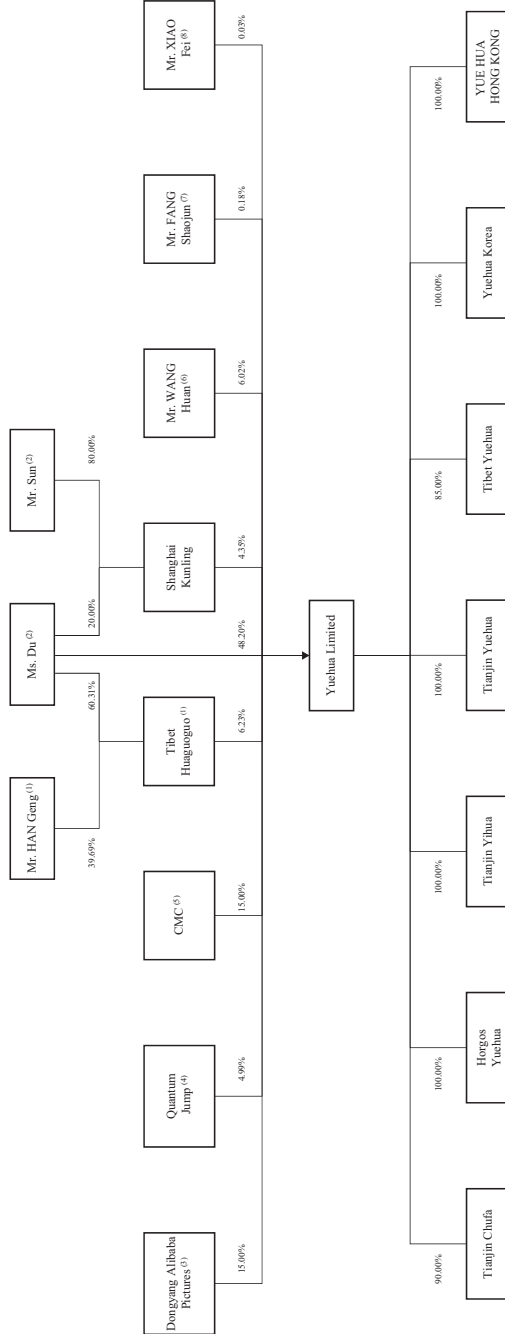 Mr. HAN Geng (1)
Ms. Du (2)
Mr. Sun (2)
39.69%
60.31%
20.00%
80.00%
Dongyang Alibaba
Pictures (3)
Quantum
Jump (4)
CMC (5)
Tibet
Huaguoguo (1)
Shanghai
Kunling
Mr. WANG
Huan (6)
Mr. FANG
Shaojun (7)
Mr. XIAO
Fei (8)
15.00%
4.99%
15.00%
6.23%
48.20%
4.35%
6.02%
0.18%
0.03%
Yuehua Limited
90.00%
100.00%
100.00%
100.00%
85.00%
100.00%
100.00%
Tianjin Chufa
Horgos
Yuehua
Tianjin Yihua
Tianjin Yuehua
Tibet Yuehua
Yuehua Korea
YUE HUA
HONG KONG